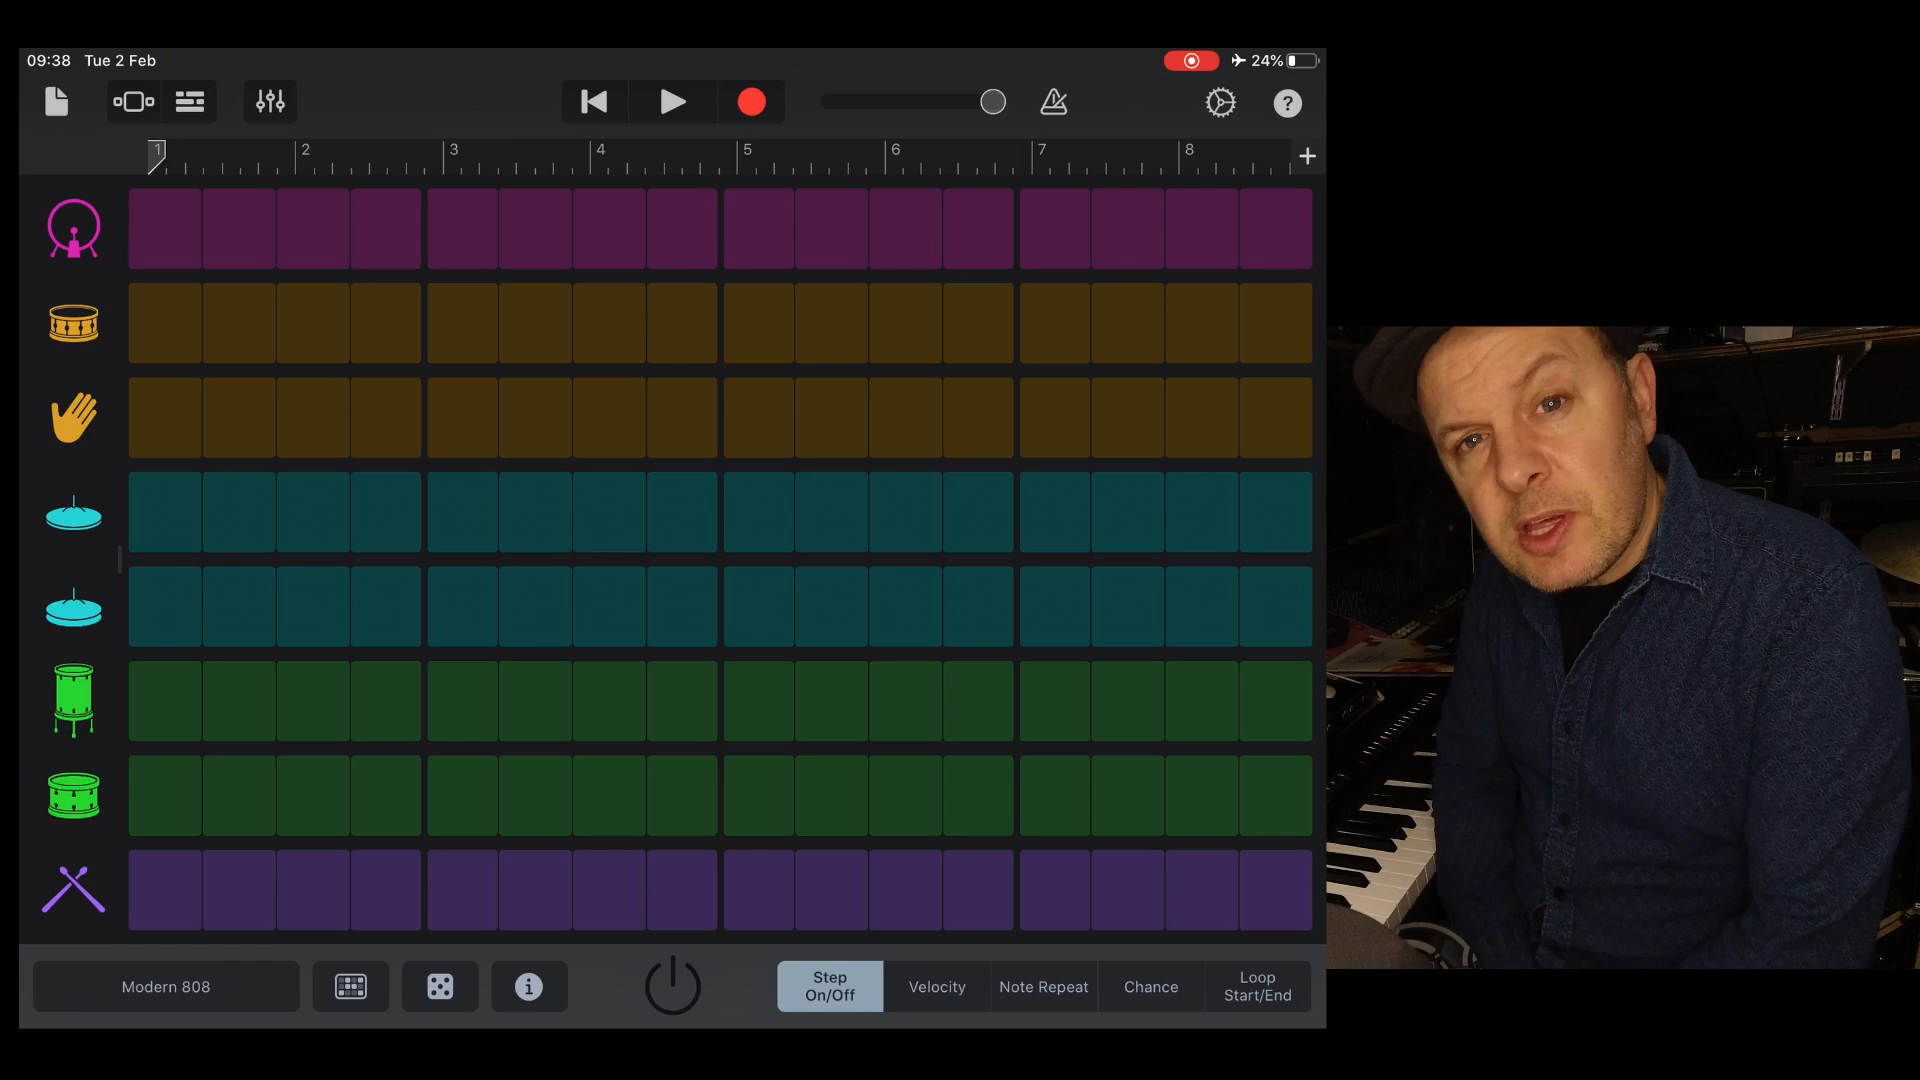 09:38 Tue 2 Feb 24%
?
1 2 3 4 5 6 7 8 +
Modern 808
i
Step On/Off
Velocity
Note Repeat
Chance
Loop Start/End